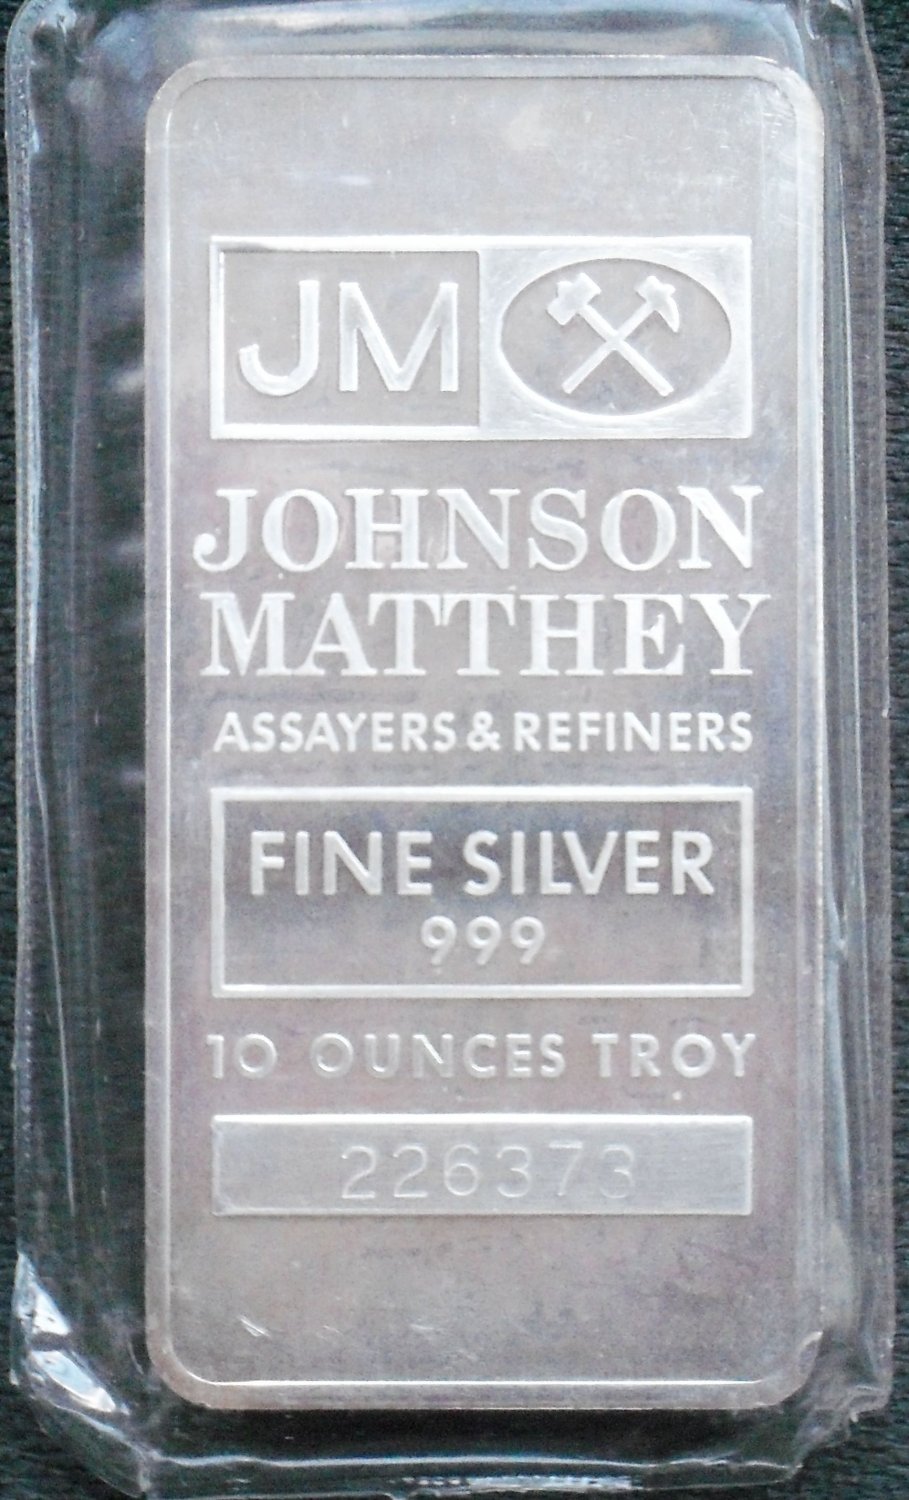 JM
JOHNSON
MATTHEY
ASSAYERS & REFINERS
FINE SILVER
999
10 OUNCES TROY
226373